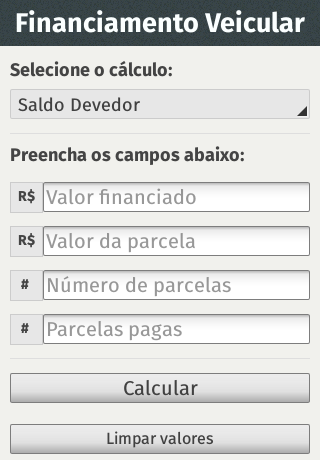 Financiamento Veicular
Selecione o cálculo:
Saldo Devedor
Preencha os campos abaixo:
R$ Valor financiado
R$ Valor da parcela
# Número de parcelas
# Parcelas pagas
Calcular
Limpar valores